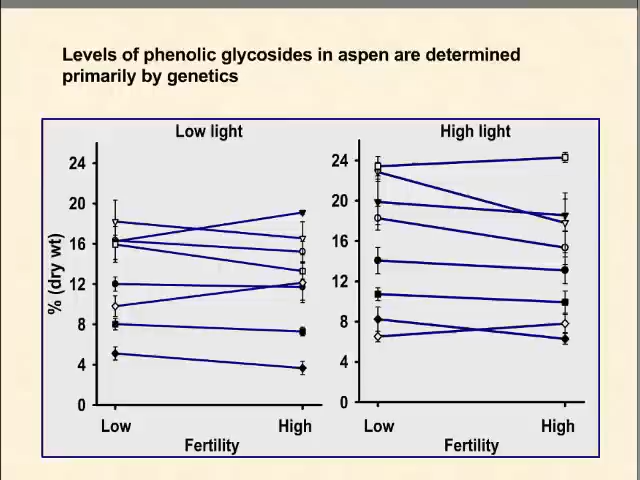 Levels of phenolic glycosides in aspen are determined
primarily by genetics
Low light
High light
% (dry wt)
24
20
16
12
8
4
0
Low
High
Fertility
24
20
16
12
8
4
0
Low
High
Fertility